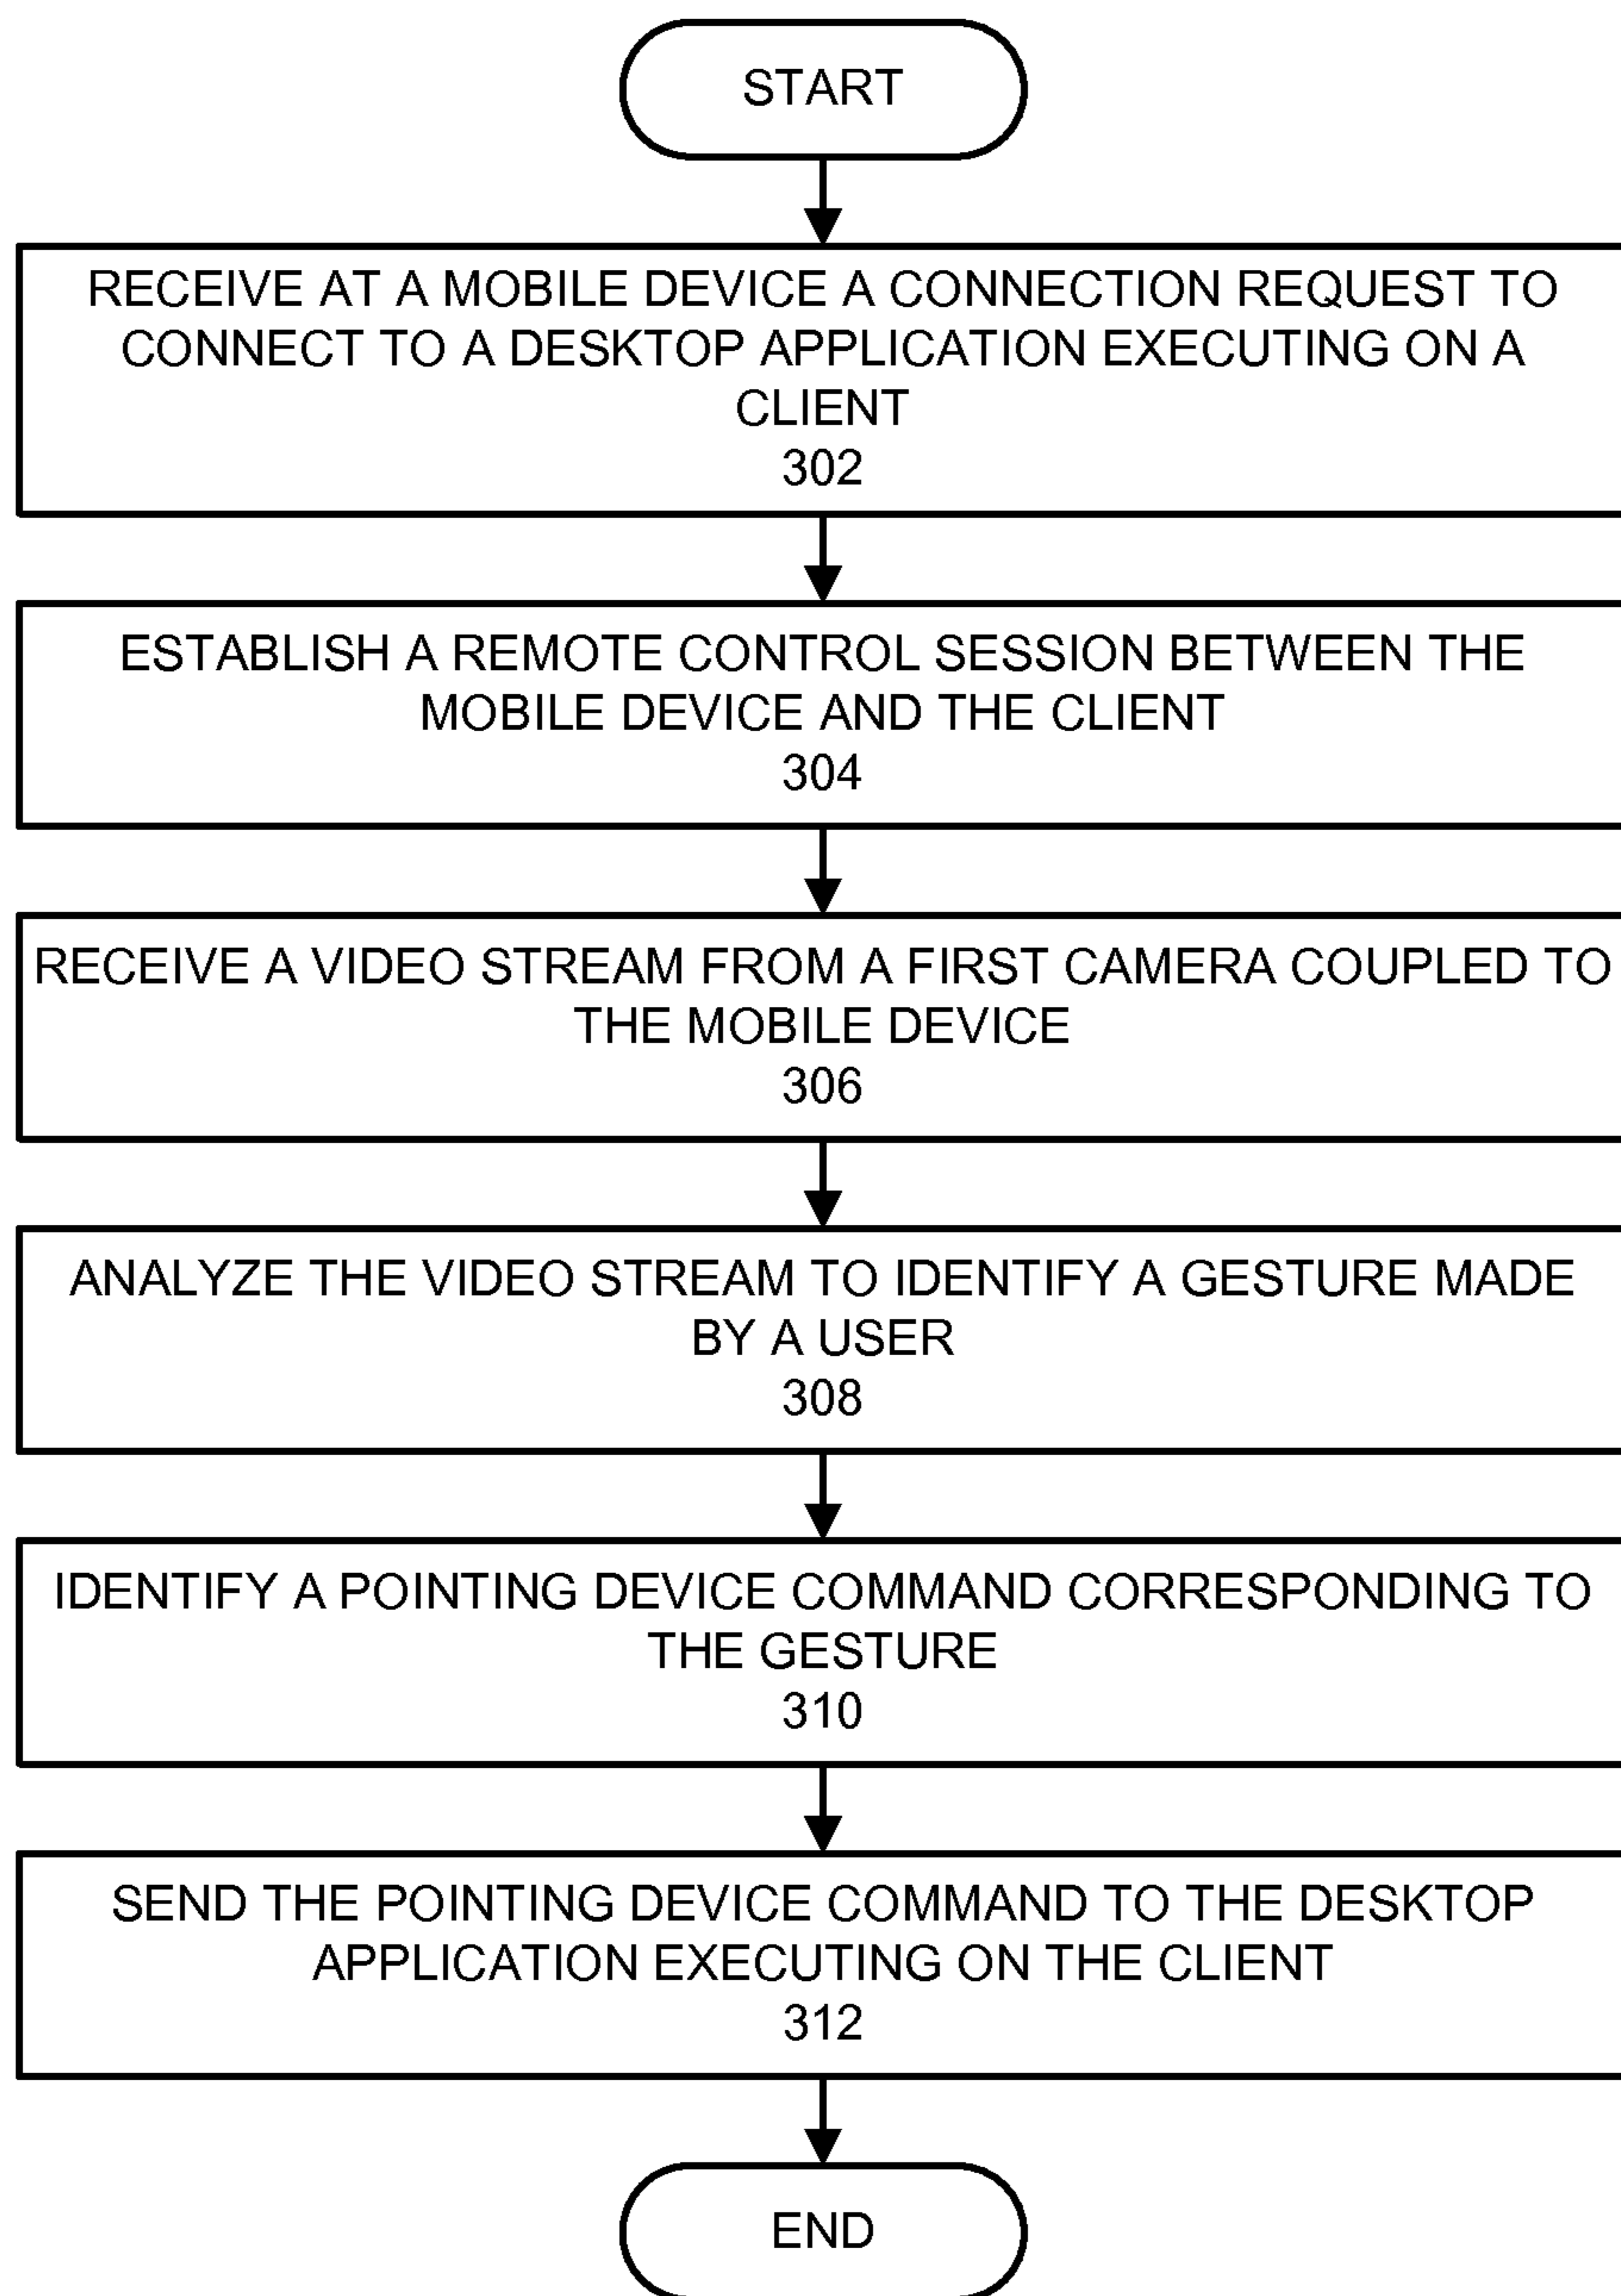 START
RECEIVE AT A MOBILE DEVICE A CONNECTION REQUEST TO
CONNECT TO A DESKTOP APPLICATION EXECUTING ON A
CLIENT
302
ESTABLISH A REMOTE CONTROL SESSION BETWEEN THE
MOBILE DEVICE AND THE CLIENT
304
RECEIVE A VIDEO STREAM FROM A FIRST CAMERA COUPLED TO
THE MOBILE DEVICE
306
ANALYZE THE VIDEO STREAM TO IDENTIFY A GESTURE MADE
BY A USER
308
IDENTIFY A POINTING DEVICE COMMAND CORRESPONDING TO
THE GESTURE
310
SEND THE POINTING DEVICE COMMAND TO THE DESKTOP
APPLICATION EXECUTING ON THE CLIENT
312
END